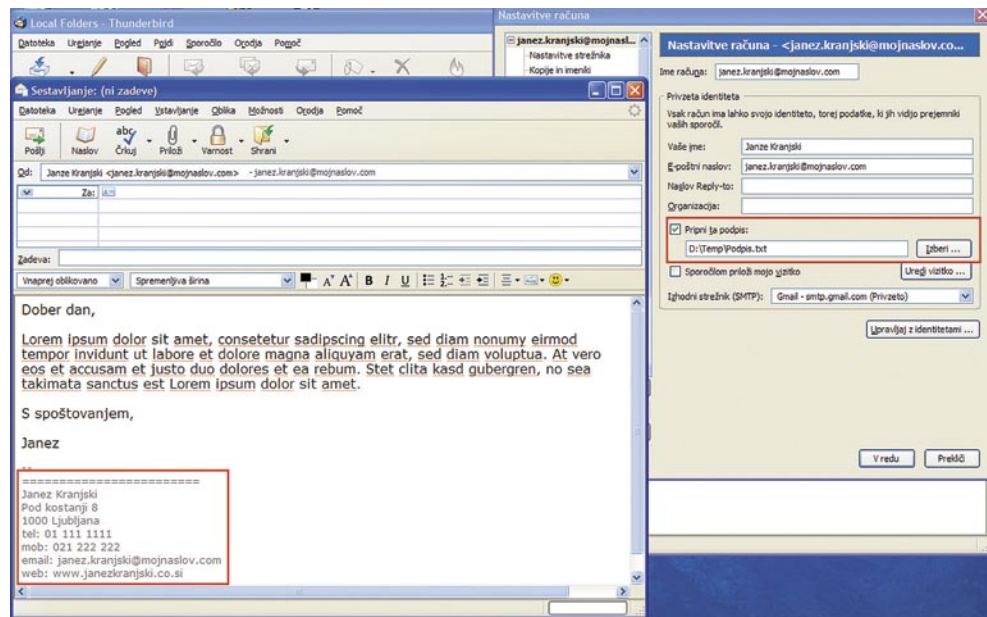 Local Folders - Thunderbird
Datoteka Urejanje Pogled Pojdi Sporočilo Orodja Pomoč
Sestavljanje: (ni zadeve)
Datoteka Urejanje Pogled Vstavljanje Oblika Možnosti Orodja Pomoč
Pošlji Naslov Črkuj Priloži Varnost Shrani
Od: Janze Kranjski <janez.kranjski@mojnaslov.com> - janez.kranjski@mojnaslov.com
Za:
Zadeva:
Vnaprej oblikovano Spremenljiva širina
Dober dan,
Lorem ipsum dolor sit amet, consetetur sadipscing elitr, sed diam nonumy eirmod
tempor invidunt ut labore et dolore magna aliquyam erat, sed diam voluptua. At vero
eos et accusam et justo duo dolores et ea rebum. Stet clita kasd gubergren, no sea
takimata sanctus est Lorem ipsum dolor sit amet.
S spoštovanjem,
Janez
--
========================
Janez Kranjski
Pod kostanji 8
1000 Ljubljana
tel: 01 111 1111
mob: 021 222 222
email: janez.kranjski@mojnaslov.com
web: www.janezkranjski.co.si
Nastavitve računa
janez.kranjski@mojnasl...
Nastavitve strežnika
Kopije in imeniki
Nastavitve računa - <janez.kranjski@mojnaslov.co...
Ime računa: janez.kranjski@mojnaslov.com
Privzeta identiteta
Vsak račun ima lahko svojo identiteto, torej podatke, ki jih vidijo prejemniki
vaših sporočil.
Vaše ime: Janze Kranjski
E-poštni naslov: janez.kranjski@mojnaslov.com
Naslov Reply-to:
Organizacija:
Pripni ta podpis:
D:\Temp\Podpis.txt Izberi ...
Sporočilom priloži mojo vizitko Uredi vizitko ...
Izhodni strežnik (SMTP): Gmail - smtp.gmail.com (Privzeto)
Upravljaj z identitetami ...
V redu Prekliči